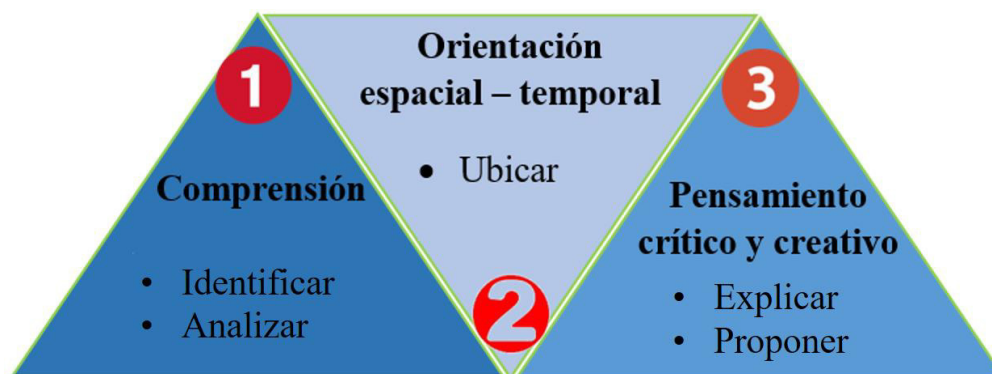 1
Comprensión
• Identificar
• Analizar
Orientación
espacial – temporal
• Ubicar
2
3
Pensamiento
crítico y creativo
• Explicar
• Proponer